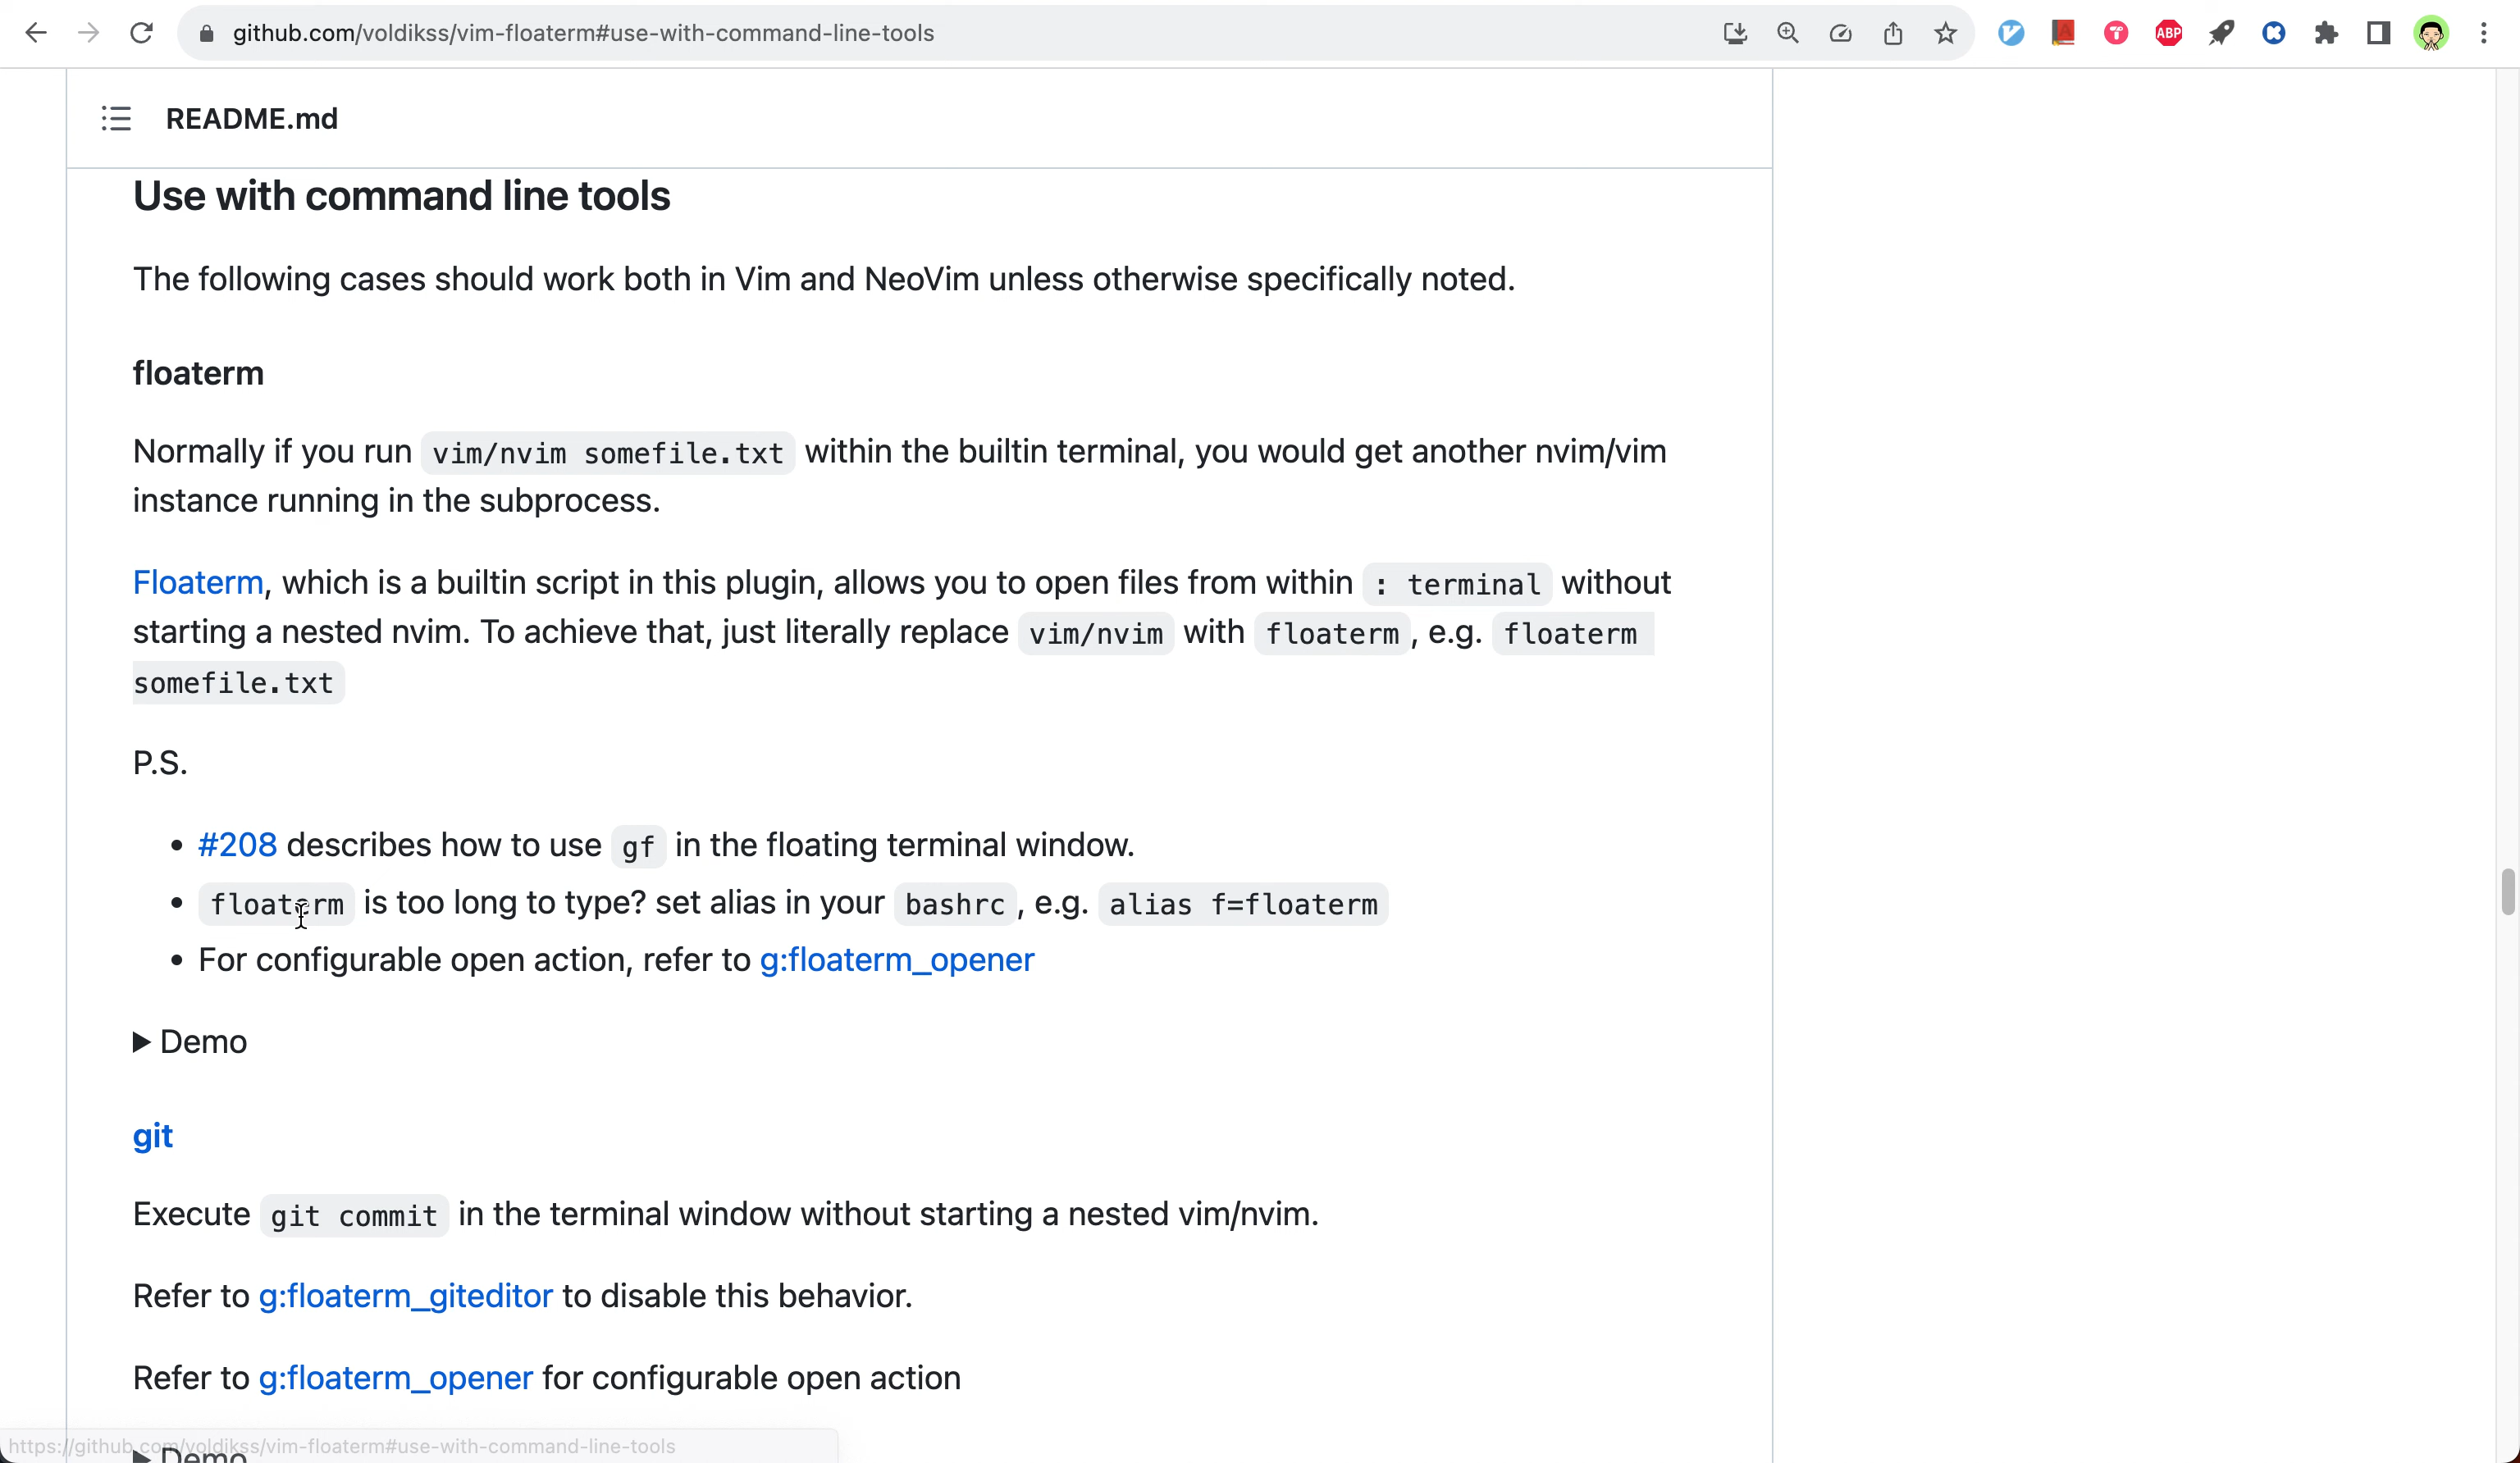 github.com/voldikss/vim-floaterm#use-with-command-line-tools
ABP
README.md
Use with command line tools
The following cases should work both in Vim and NeoVim unless otherwise specifically noted.
floaterm
Normally if you run vim/nvim somefile.txt within the builtin terminal, you would get another nvim/vim
instance running in the subprocess.
Floaterm, which is a builtin script in this plugin, allows you to open files from within : terminal without
starting a nested nvim. To achieve that, just literally replace vim/nvim with floaterm, e.g. floaterm
somefile.txt
P.S.
• #208 describes how to use gf in the floating terminal window.
• floaterm is too long to type? set alias in your bashrc, e.g. alias f=floaterm
• For configurable open action, refer to g:floaterm_opener
▶ Demo
git
Execute git commit in the terminal window without starting a nested vim/nvim.
Refer to g:floaterm_giteditor to disable this behavior.
Refer to g:floaterm_opener for configurable open action
https://github.com/voldikss/vim-floaterm#use-with-command-line-tools
▶ Demo